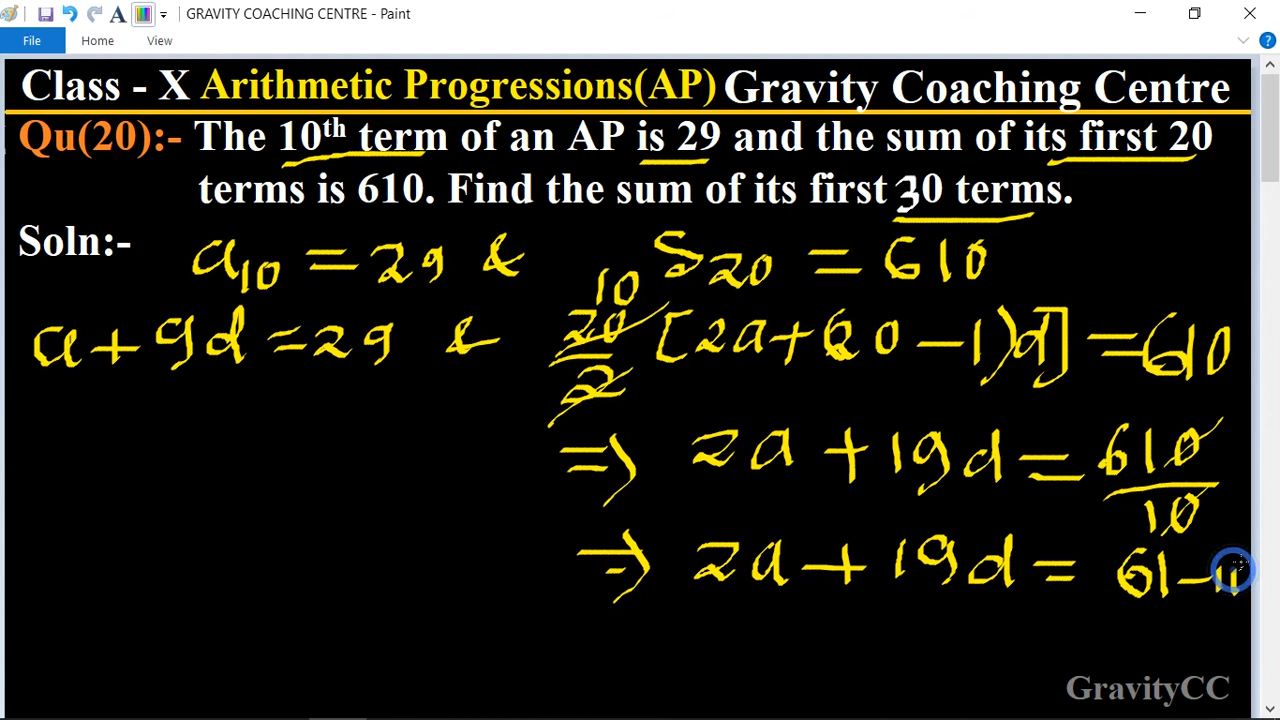 GRAVITY COACHING CENTRE - Paint
File Home View
Class - X Arithmetic Progressions(AP) Gravity Coaching Centre
Qu(20):- The 10th term of an AP is 29 and the sum of its first 20
terms is 610. Find the sum of its first 30 terms.
Soln:- a10 = 29 & S20 = 610
a + 9d = 29 & 20/2 10 [2a + (20 - 1)d] = 610
=> 2a + 19d = 610/10
=> 2a + 19d = 61 -
GravityCC